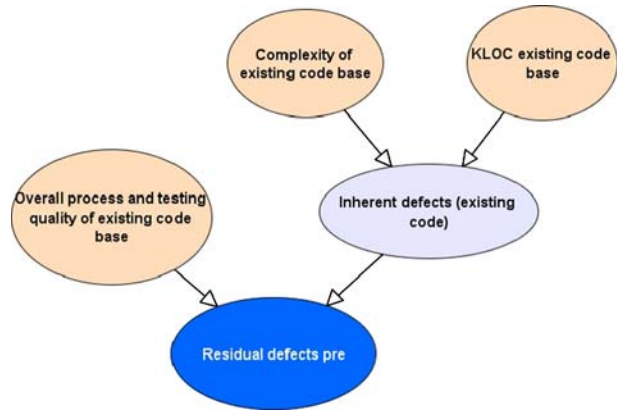 Complexity of
existing code base
KLOC existing code
base
Overall process and testing
quality of existing code
base
Inherent defects (existing
code)
Residual defects pre